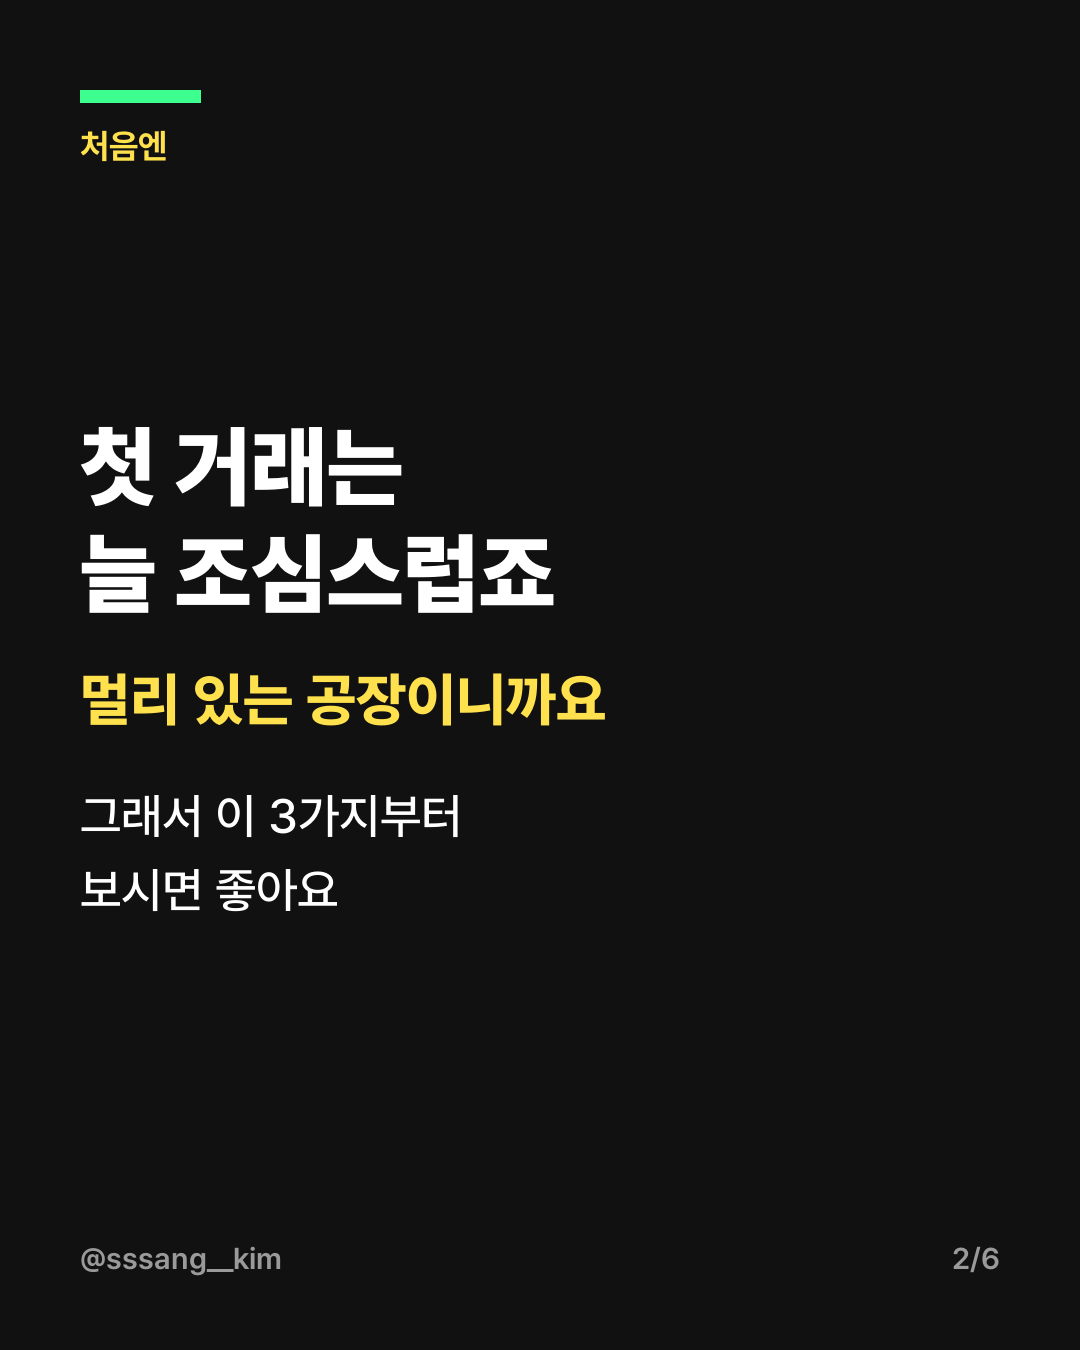 처음엔
첫 거래는
늘 조심스럽죠
멀리 있는 공장이니까요
그래서 이 3가지부터
보시면 좋아요
@sssang__kim
2/6